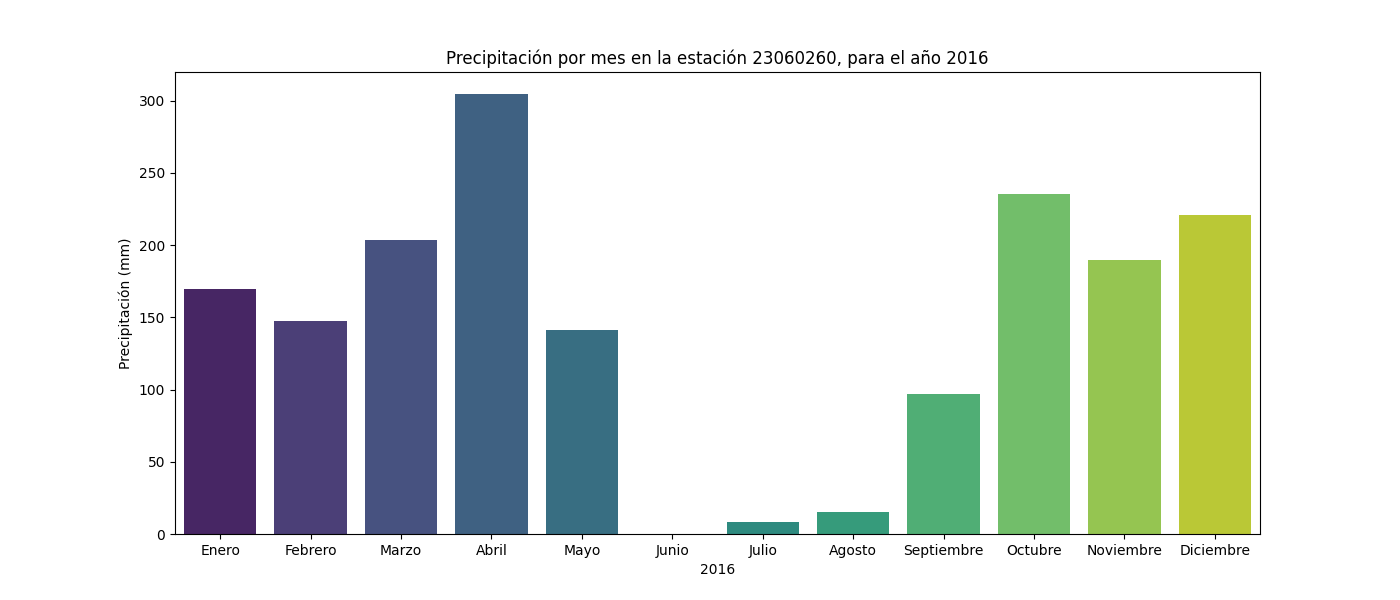 Precipitación por mes en la estación 23060260, para el año 2016
Precipitación (mm)
300
250
200
150
100
50
0
Enero Febrero Marzo Abril Mayo Junio Julio Agosto Septiembre Octubre Noviembre Diciembre
2016